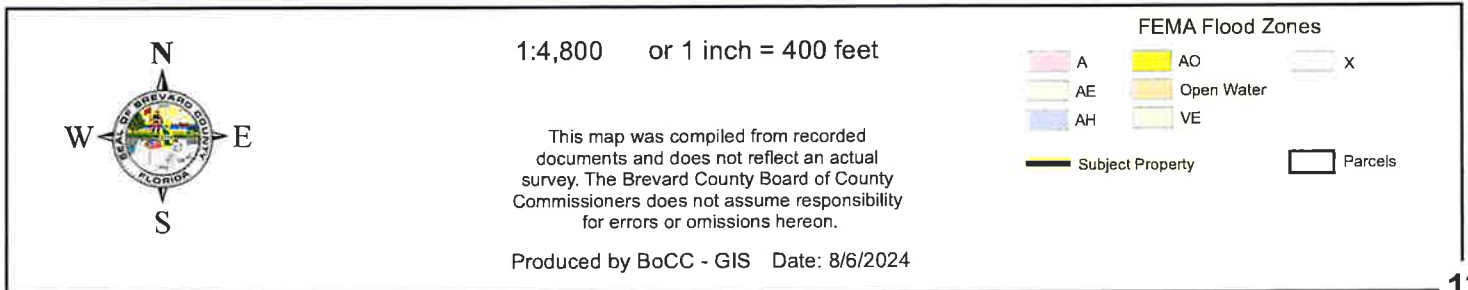 N
W
E
S
SEAL OF BREVARD COUNTY
FLORIDA
1:4,800 or 1 inch = 400 feet
This map was compiled from recorded
documents and does not reflect an actual
survey. The Brevard County Board of County
Commissioners does not assume responsibility
for errors or omissions hereon.
Produced by BoCC - GIS Date: 8/6/2024
FEMA Flood Zones
A
AO
X
AE
Open Water
AH
VE
Subject Property
Parcels